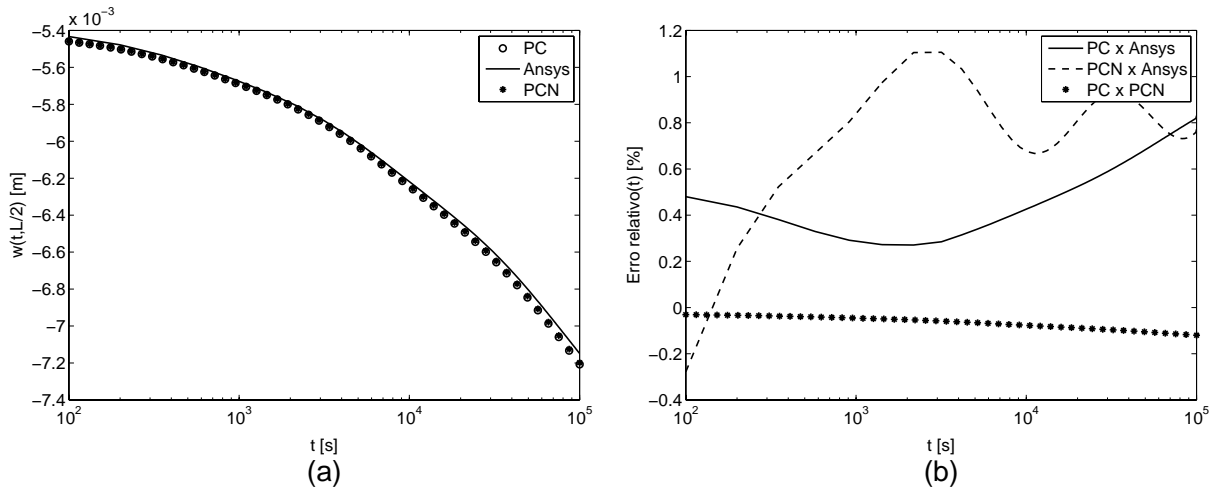 x 10⁻³
−5.4
−5.6
−5.8
−6
−6.2
−6.4
−6.6
−6.8
−7
−7.2
−7.4
w(t,L/2) [m]
10²
10³
10⁴
10⁵
t [s]
PC
Ansys
PCN
(a)
1.2
1
0.8
0.6
0.4
0.2
0
−0.2
−0.4
Erro relativo(t) [%]
10²
10³
10⁴
10⁵
t [s]
PC x Ansys
PCN x Ansys
PC x PCN
(b)